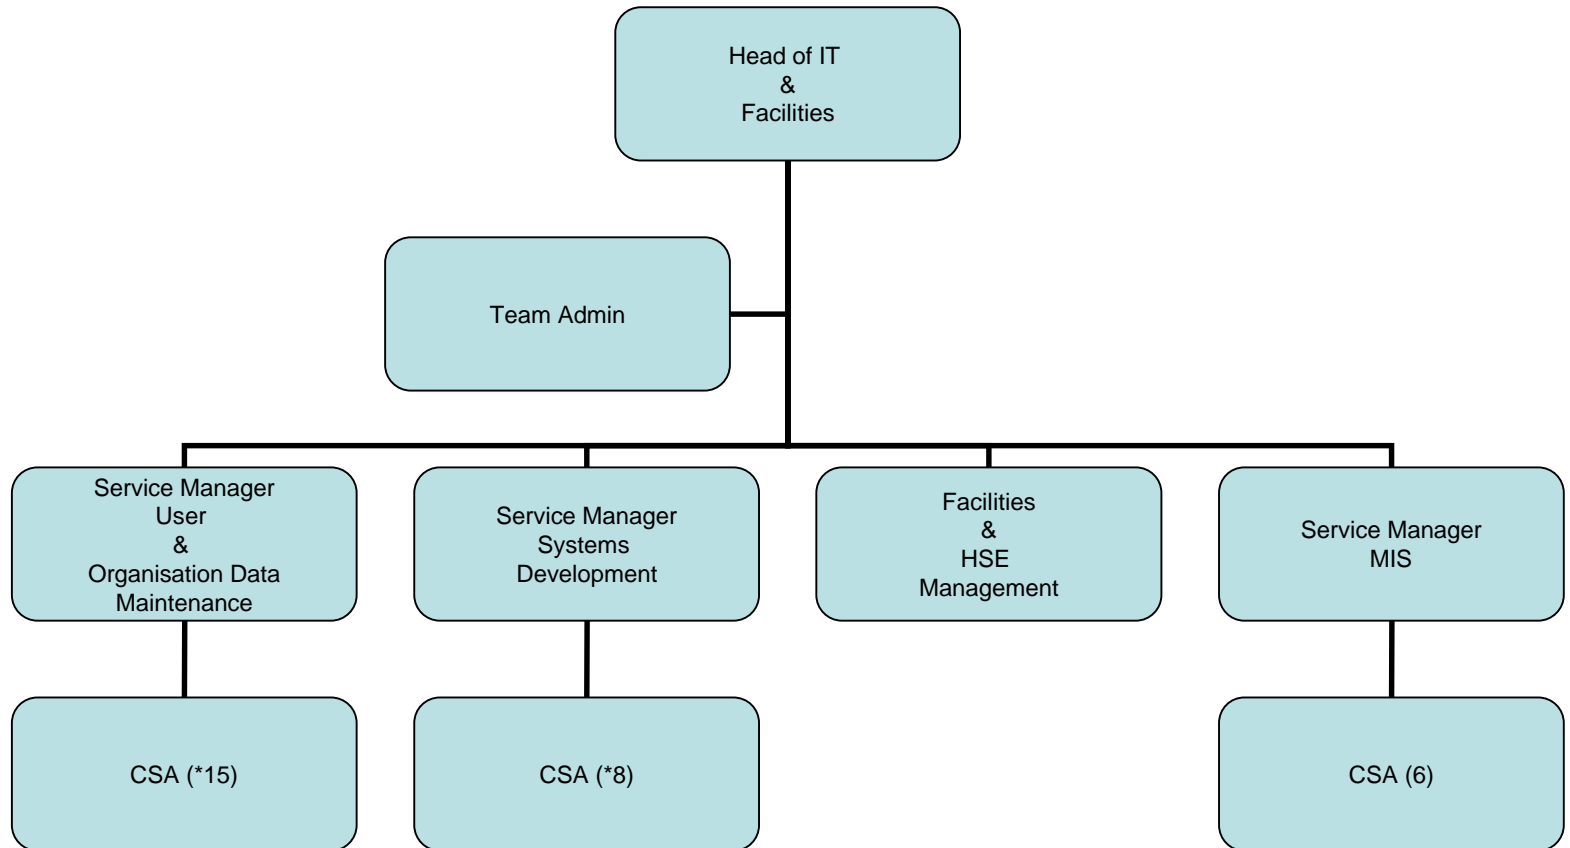 Head of IT
&
Facilities
Team Admin
Service Manager
User
&
Organisation Data
Maintenance
Service Manager
Systems
Development
Facilities
&
HSE
Management
Service Manager
MIS
CSA (*15)
CSA (*8)
CSA (6)